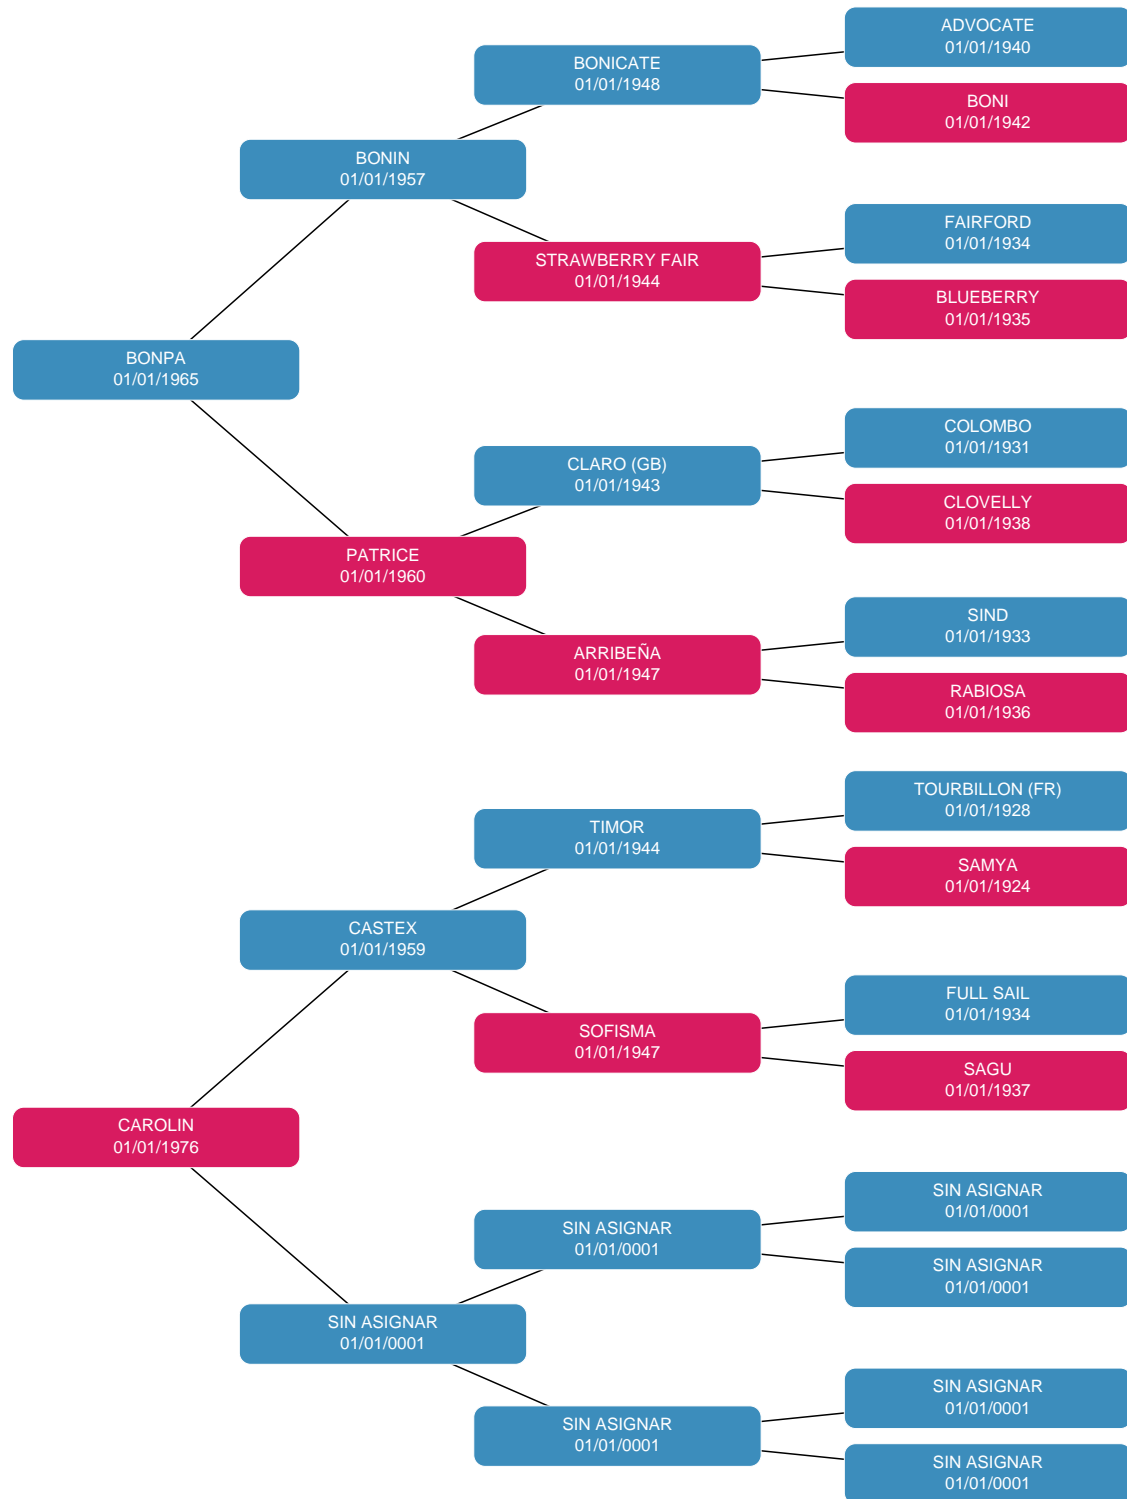 ADVOCATE
01/01/1940
BONICATE
01/01/1948
BONI
01/01/1942
BONIN
01/01/1957
FAIRFORD
01/01/1934
STRAWBERRY FAIR
01/01/1944
BLUEBERRY
01/01/1935
BONPA
01/01/1965
COLOMBO
01/01/1931
CLARO (GB)
01/01/1943
CLOVELLY
01/01/1938
PATRICE
01/01/1960
SIND
01/01/1933
ARRIBEÑA
01/01/1947
RABIOSA
01/01/1936
TOURBILLON (FR)
01/01/1928
TIMOR
01/01/1944
SAMYA
01/01/1924
CASTEX
01/01/1959
FULL SAIL
01/01/1934
SOFISMA
01/01/1947
SAGU
01/01/1937
CAROLIN
01/01/1976
SIN ASIGNAR
01/01/0001
SIN ASIGNAR
01/01/0001
SIN ASIGNAR
01/01/0001
SIN ASIGNAR
01/01/0001
SIN ASIGNAR
01/01/0001
SIN ASIGNAR
01/01/0001
SIN ASIGNAR
01/01/0001